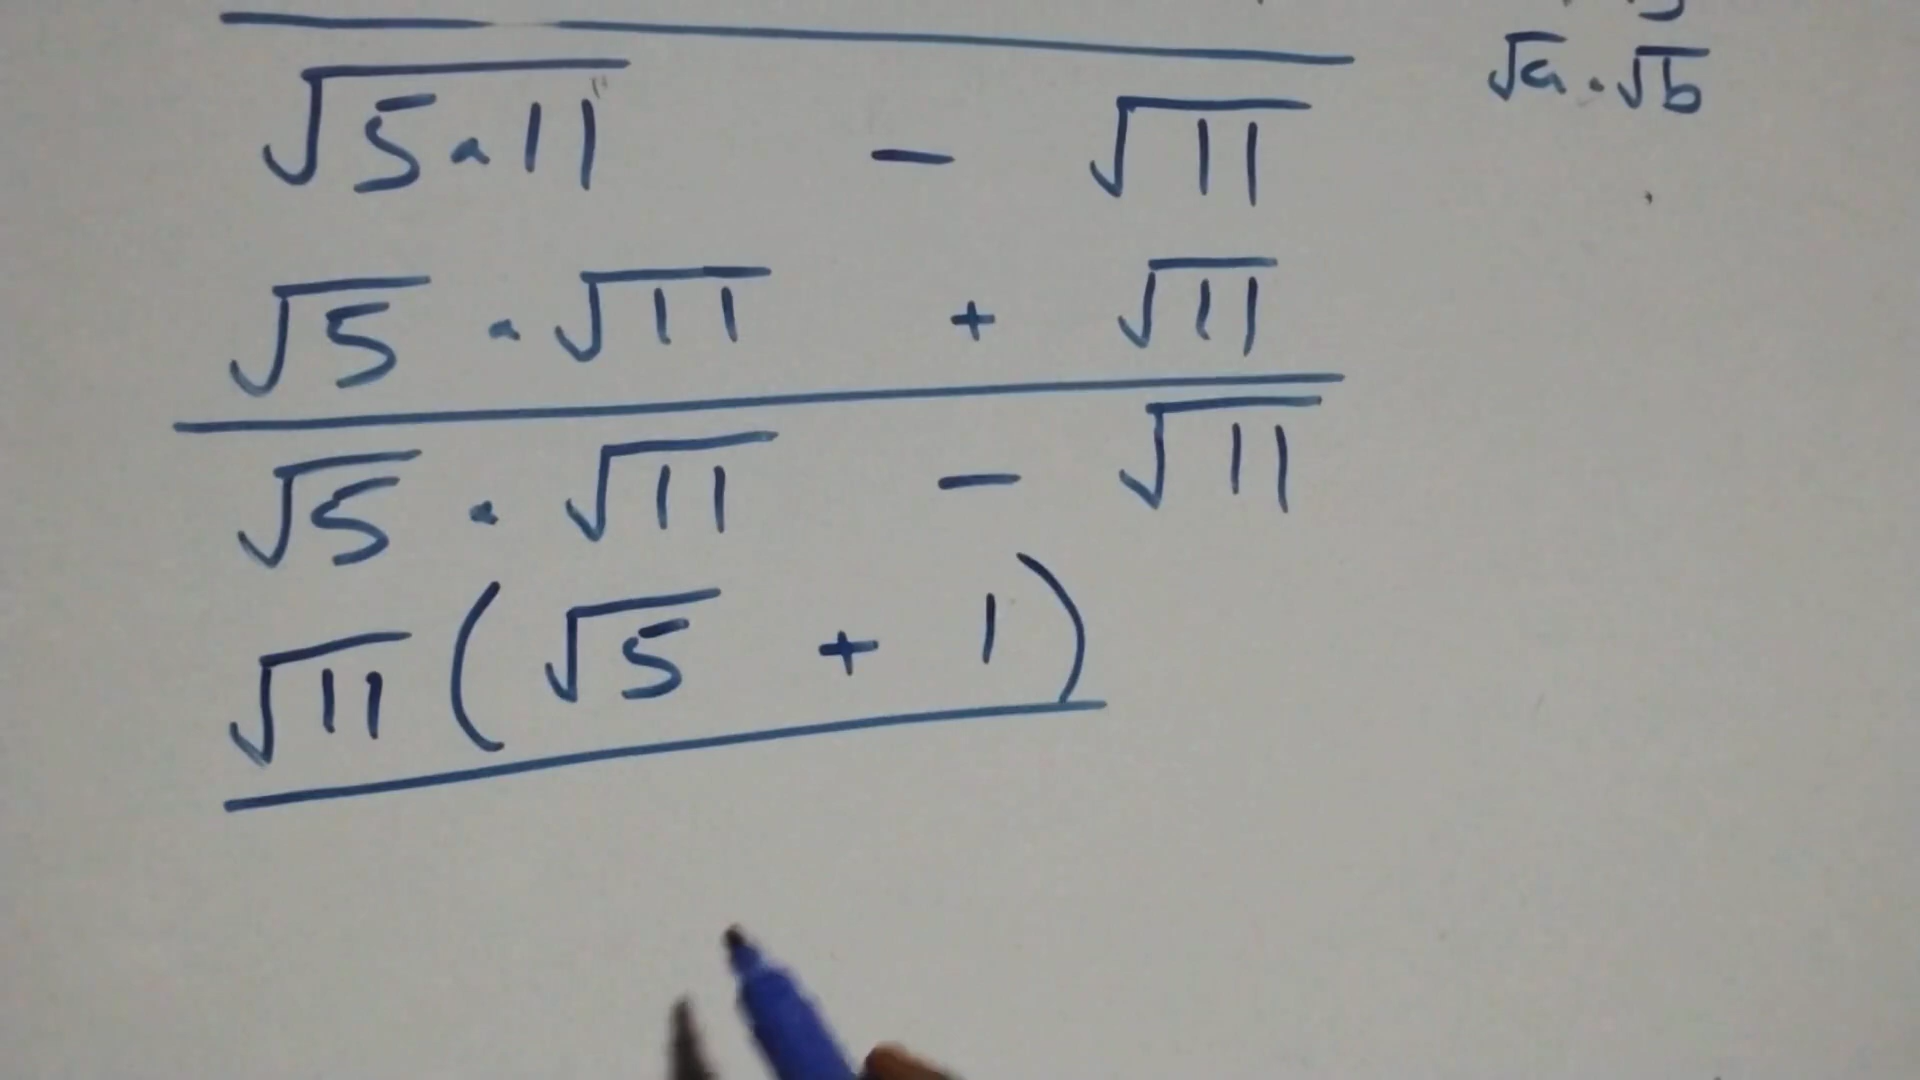 √a · √b
√5·11 - √11
√5 · √11 + √11
√5 · √11 - √11
√11 (√5 + 1)